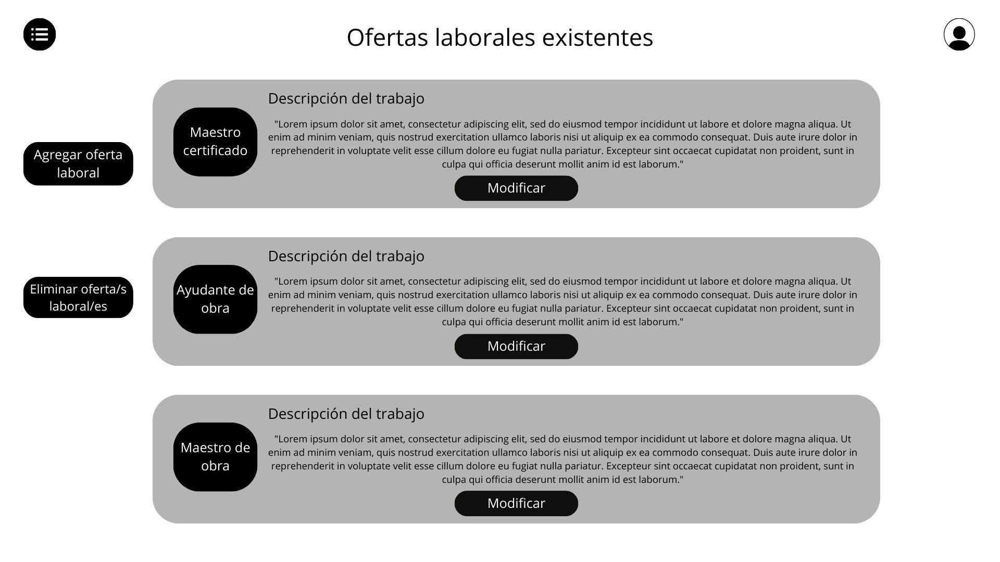 Ofertas laborales existentes
Agregar oferta
laboral
Eliminar oferta/s
laboral/es
Maestro
certificado
Descripción del trabajo
"Lorem ipsum dolor sit amet, consectetur adipiscing elit, sed do eiusmod tempor incididunt ut labore et dolore magna aliqua. Ut
enim ad minim veniam, quis nostrud exercitation ullamco laboris nisi ut aliquip ex ea commodo consequat. Duis aute irure dolor in
reprehenderit in voluptate velit esse cillum dolore eu fugiat nulla pariatur. Excepteur sint occaecat cupidatat non proident, sunt in
culpa qui officia deserunt mollit anim id est laborum."
Modificar
Ayudante de
obra
Descripción del trabajo
"Lorem ipsum dolor sit amet, consectetur adipiscing elit, sed do eiusmod tempor incididunt ut labore et dolore magna aliqua. Ut
enim ad minim veniam, quis nostrud exercitation ullamco laboris nisi ut aliquip ex ea commodo consequat. Duis aute irure dolor in
reprehenderit in voluptate velit esse cillum dolore eu fugiat nulla pariatur. Excepteur sint occaecat cupidatat non proident, sunt in
culpa qui officia deserunt mollit anim id est laborum."
Modificar
Maestro de
obra
Descripción del trabajo
"Lorem ipsum dolor sit amet, consectetur adipiscing elit, sed do eiusmod tempor incididunt ut labore et dolore magna aliqua. Ut
enim ad minim veniam, quis nostrud exercitation ullamco laboris nisi ut aliquip ex ea commodo consequat. Duis aute irure dolor in
reprehenderit in voluptate velit esse cillum dolore eu fugiat nulla pariatur. Excepteur sint occaecat cupidatat non proident, sunt in
culpa qui officia deserunt mollit anim id est laborum."
Modificar